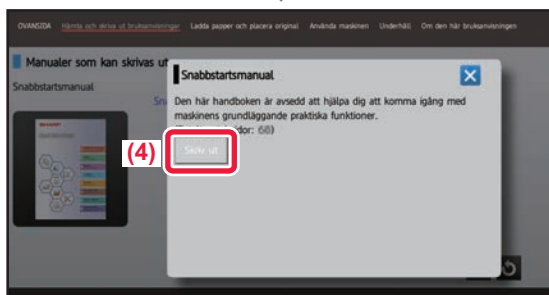 OVANSIDA Hämta och skriva ut bruksanvisningar Ladda papper och placera original Använda maskinen Underhåll Om den här bruksanvisningen
Manualer som kan skrivas ut
Snabbstartsmanual
Snabbstartsmanual
Den här handboken är avsedd att hjälpa dig att komma igång med
maskinens grundläggande praktiska funktioner.
dor: 68)
(4)
Skriv ut